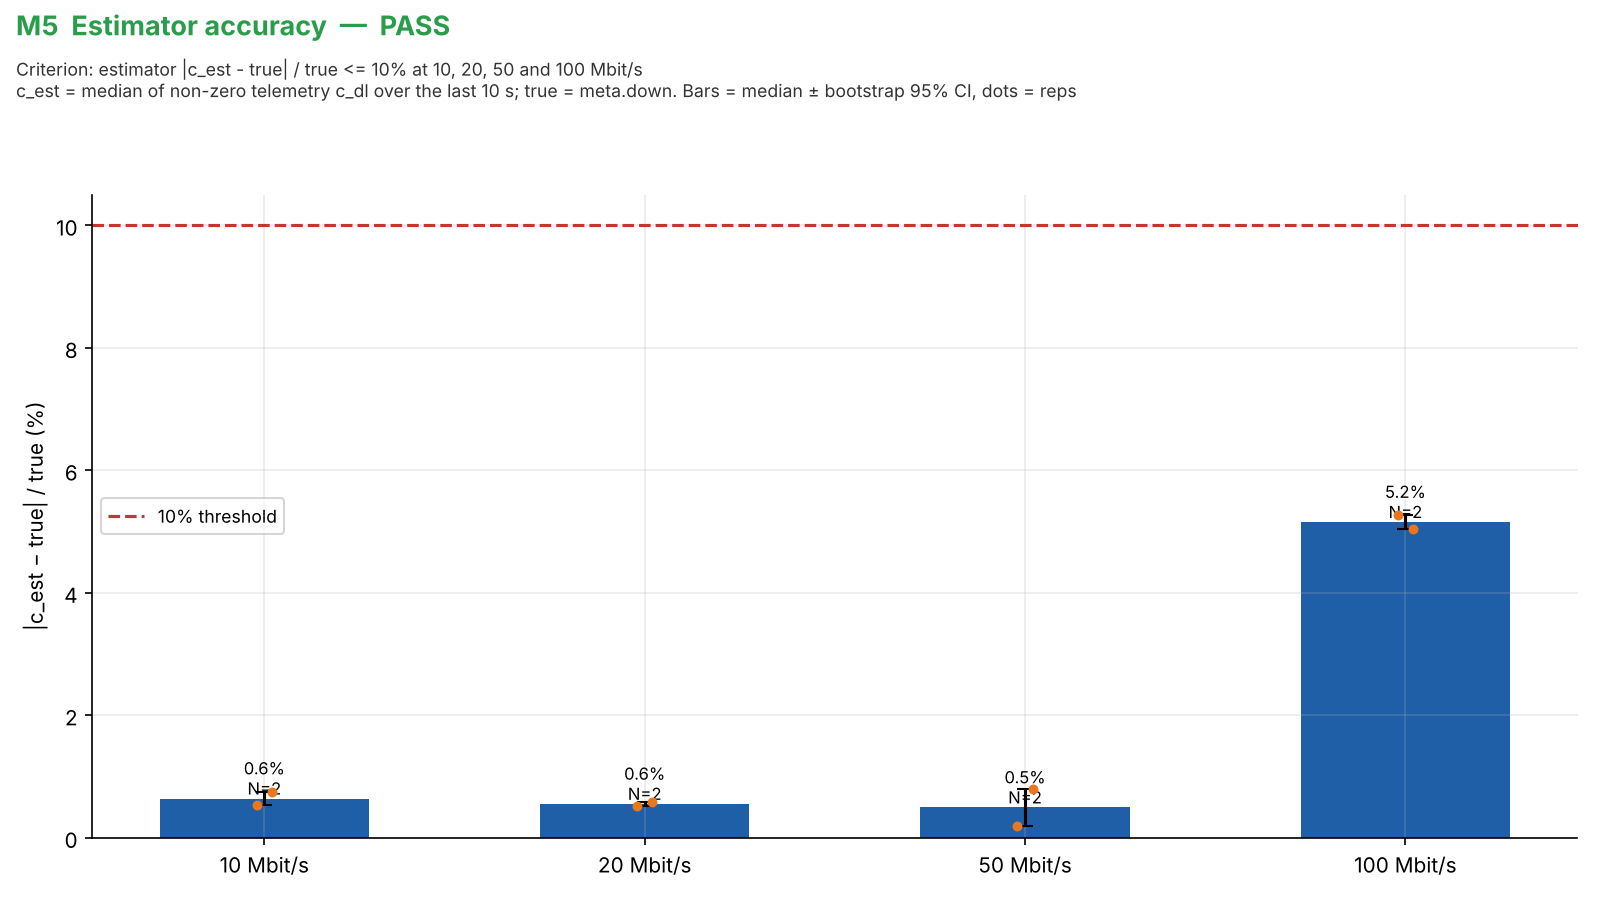 M5 Estimator accuracy — PASS
Criterion: estimator |c_est - true| / true <= 10% at 10, 20, 50 and 100 Mbit/s
c_est = median of non-zero telemetry c_dl over the last 10 s; true = meta.down. Bars = median ± bootstrap 95% CI, dots = reps
|c_est − true| / true (%)
10
8
6
4
2
0
10% threshold
0.6%
N=2
0.6%
N=2
0.5%
N=2
5.2%
N=2
10 Mbit/s
20 Mbit/s
50 Mbit/s
100 Mbit/s